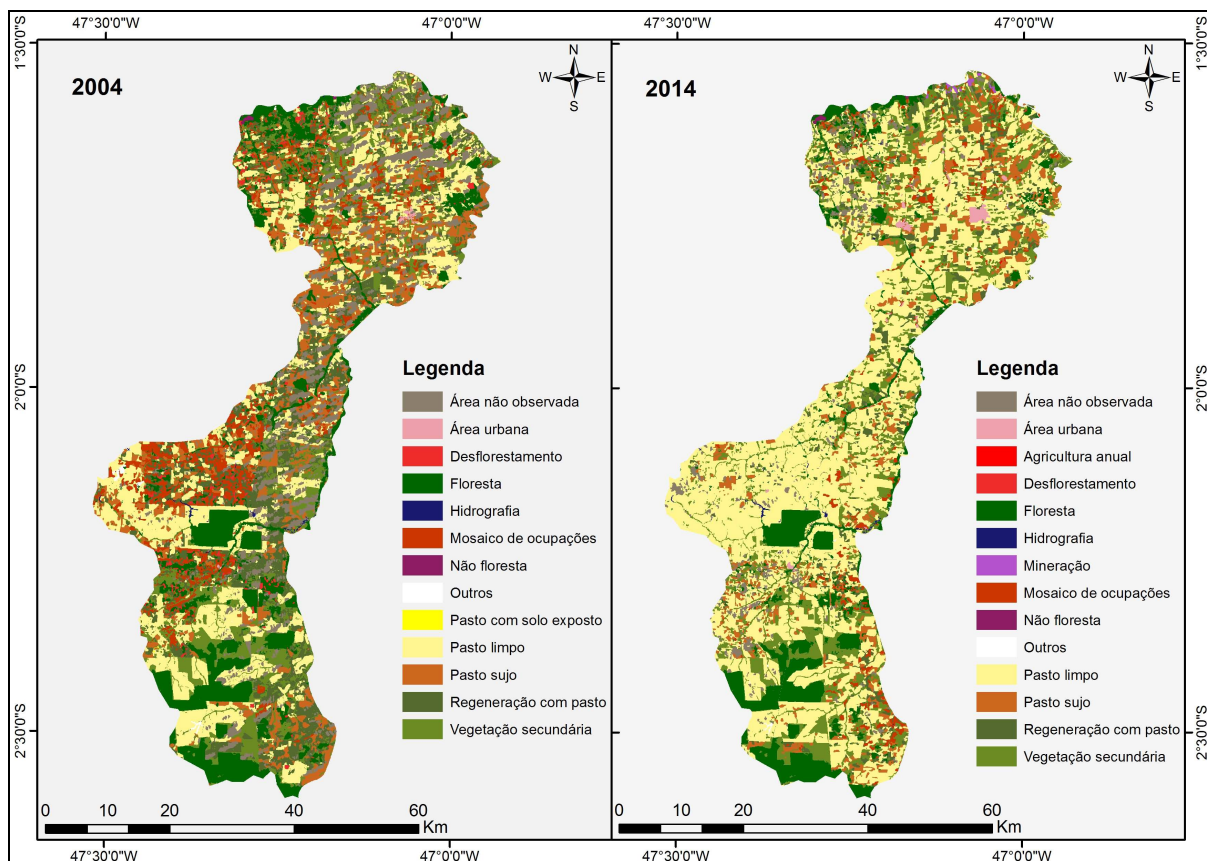 47°30'0"W 47°0'0"W 47°30'0"W 47°0'0"W
1°30'0"S
1°30'0"S
2004
N
W E
S
2014
N
W E
S
2°0'0"S
2°0'0"S
Legenda
Área não observada
Área urbana
Desflorestamento
Floresta
Hidrografia
Mosaico de ocupações
Não floresta
Outros
Pasto com solo exposto
Pasto limpo
Pasto sujo
Regeneração com pasto
Vegetação secundária
Legenda
Área não observada
Área urbana
Agricultura anual
Desflorestamento
Floresta
Hidrografia
Mineração
Mosaico de ocupações
Não floresta
Outros
Pasto limpo
Pasto sujo
Regeneração com pasto
Vegetação secundária
2°30'0"S
2°30'0"S
0 10 20 40 60
Km
0 10 20 40 60
Km
47°30'0"W 47°0'0"W 47°30'0"W 47°0'0"W